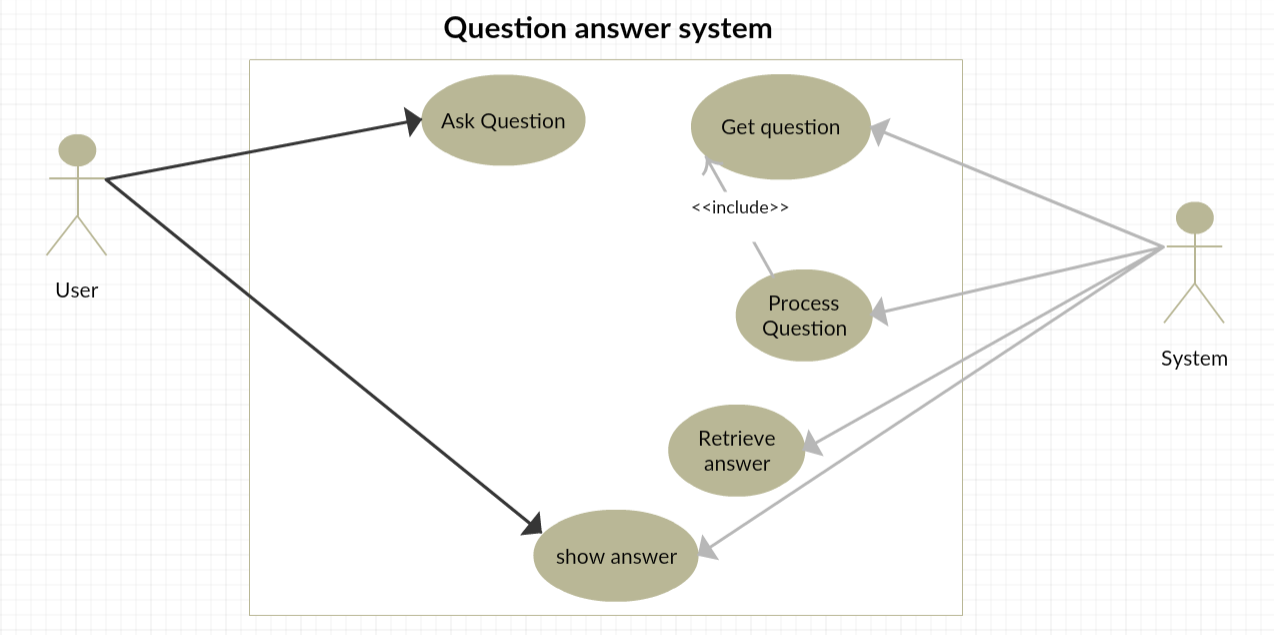 Question answer system
Ask Question
Get question
<<include>>
User
Process
Question
System
Retrieve
answer
show answer